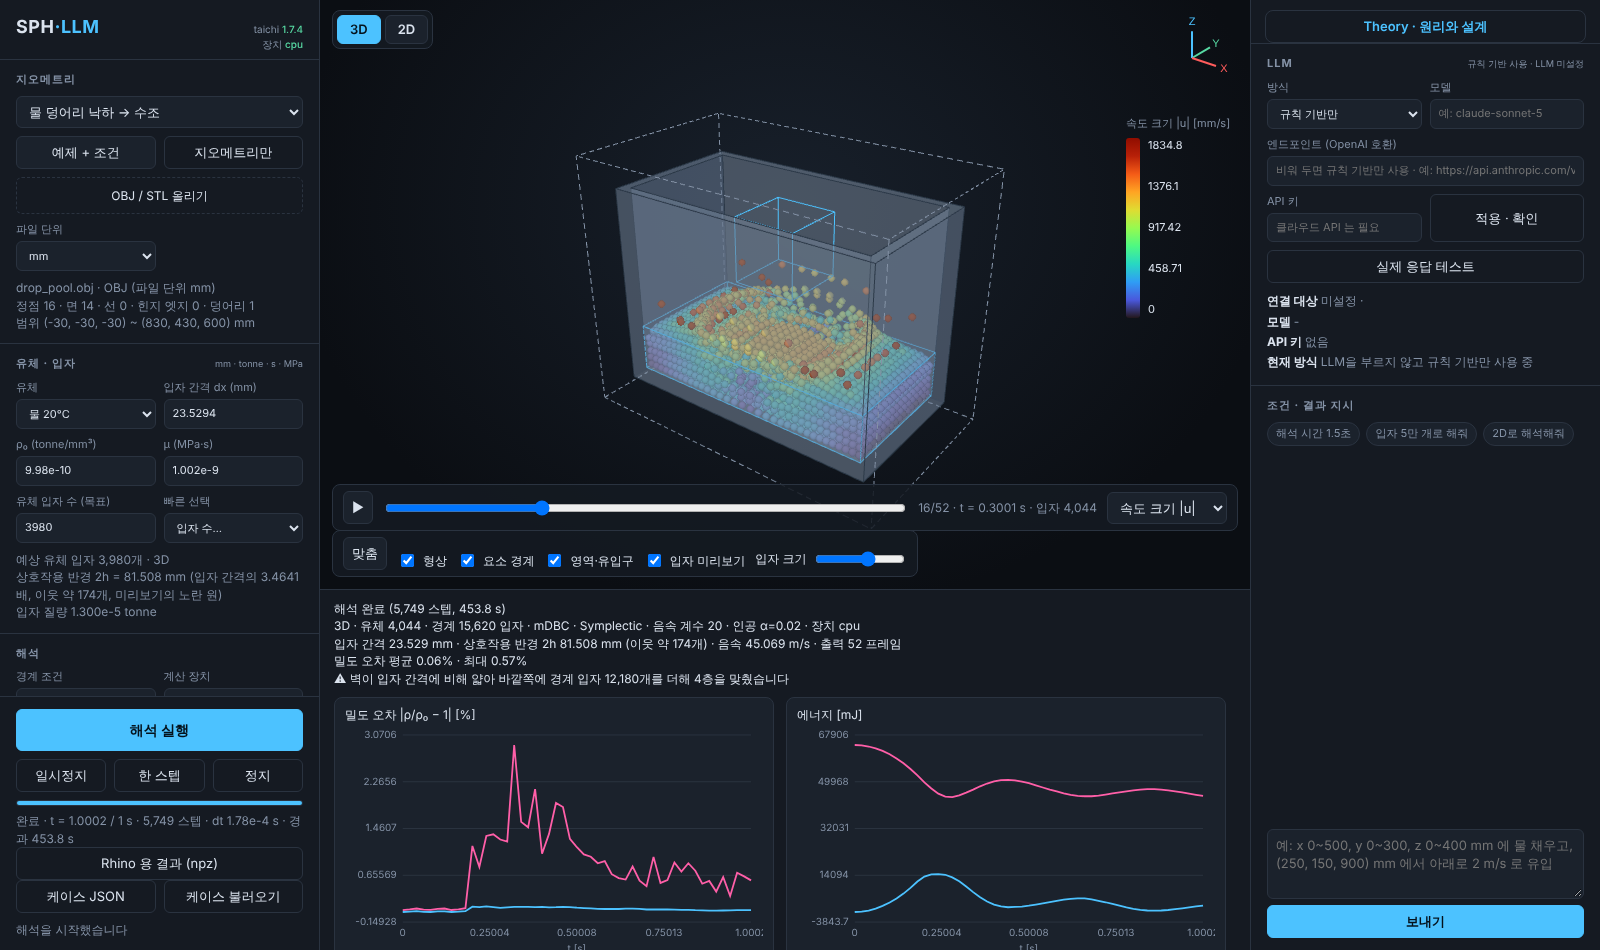 SPH·LLM
taichi 1.7.4
장치 cpu
지오메트리
물 덩어리 낙하 → 수조
예제 + 조건
지오메트리만
OBJ / STL 올리기
파일 단위
mm
drop_pool.obj · OBJ (파일 단위 mm)
정점 16 · 면 14 · 선 0 · 힌지 엣지 0 · 덩어리 1
범위 (-30, -30, -30) ~ (830, 430, 600) mm
유체 · 입자
mm · tonne · s · MPa
유체
입자 간격 dx (mm)
물 20°C
23.5294
ρ₀ (tonne/mm³)
μ (MPa·s)
9.98e-10
1.002e-9
유체 입자 수 (목표)
빠른 선택
3980
입자 수...
예상 유체 입자 3,980개 · 3D
상호작용 반경 2h = 81.508 mm (입자 간격의 3.4641
배, 이웃 약 174개, 미리보기의 노란 원)
입자 질량 1.300e-5 tonne
해석
경계 조건
계산 장치
해석 실행
일시정지
한 스텝
정지
완료 · t = 1.0002 / 1 s · 5,749 스텝 · dt 1.78e-4 s · 경
과 453.8 s
Rhino 용 결과 (npz)
케이스 JSON
케이스 불러오기
해석을 시작했습니다
3D
2D
Z
Y
X
속도 크기 |u| [mm/s]
1834.8
1376.1
917.42
458.71
0
16/52 · t = 0.3001 s · 입자 4,044
속도 크기 |u|
맞춤
형상
요소 경계
영역·유입구
입자 미리보기
입자 크기
해석 완료 (5,749 스텝, 453.8 s)
3D · 유체 4,044 · 경계 15,620 입자 · mDBC · Symplectic · 음속 계수 20 · 인공 α=0.02 · 장치 cpu
입자 간격 23.529 mm · 상호작용 반경 2h 81.508 mm (이웃 약 174개) · 음속 45.069 m/s · 출력 52 프레임
밀도 오차 평균 0.06% · 최대 0.57%
⚠ 벽이 입자 간격에 비해 얇아 바깥쪽에 경계 입자 12,180개를 더해 4층을 맞췄습니다
밀도 오차 |ρ/ρ₀ − 1| [%]
3.0706
2.2656
1.4607
0.65569
-0.14928
0
0.25004
0.50008
0.75013
1.0002
t [s]
에너지 [mJ]
67906
49968
32031
14094
-3843.7
0
0.25004
0.50008
0.75013
1.0002
t [s]
Theory · 원리와 설계
LLM
규칙 기반 사용 · LLM 미설정
방식
모델
규칙 기반만
예: claude-sonnet-5
엔드포인트 (OpenAI 호환)
비워 두면 규칙 기반만 사용 · 예: https://api.anthropic.com/v
API 키
클라우드 API 는 필요
적용 · 확인
실제 응답 테스트
연결 대상 미설정 ·
모델 -
API 키 없음
현재 방식 LLM을 부르지 않고 규칙 기반만 사용 중
조건 · 결과 지시
해석 시간 1.5초
입자 5만 개로 해줘
2D로 해석해줘
예: x 0~500, y 0~300, z 0~400 mm 에 물 채우고,
(250, 150, 900) mm 에서 아래로 2 m/s 로 유입
보내기